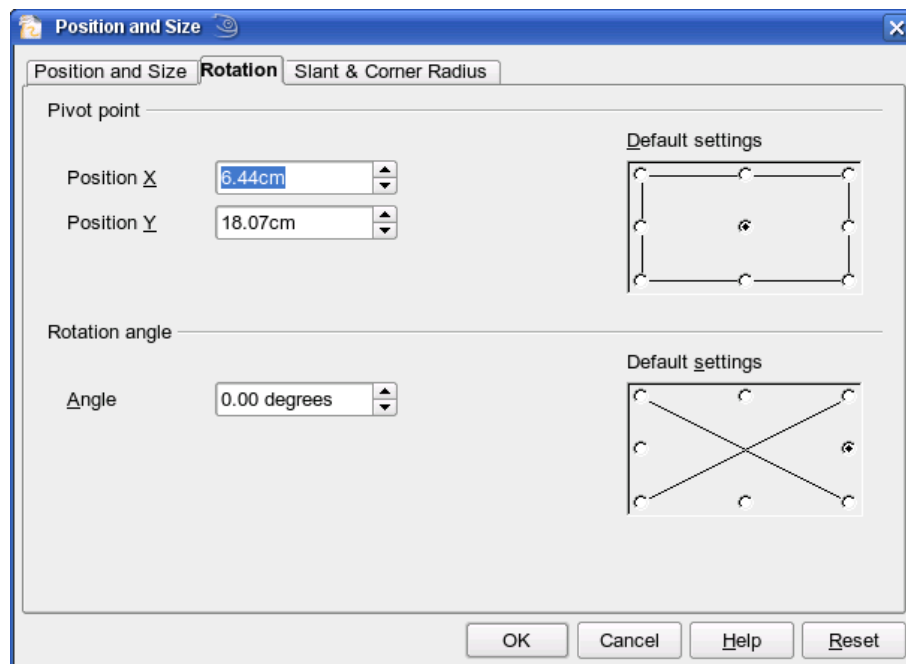 Position and Size
Position and Size Rotation Slant & Corner Radius
Pivot point
Default settings
Position X 6.44cm
Position Y 18.07cm
Rotation angle
Default settings
Angle 0.00 degrees
OK Cancel Help Reset